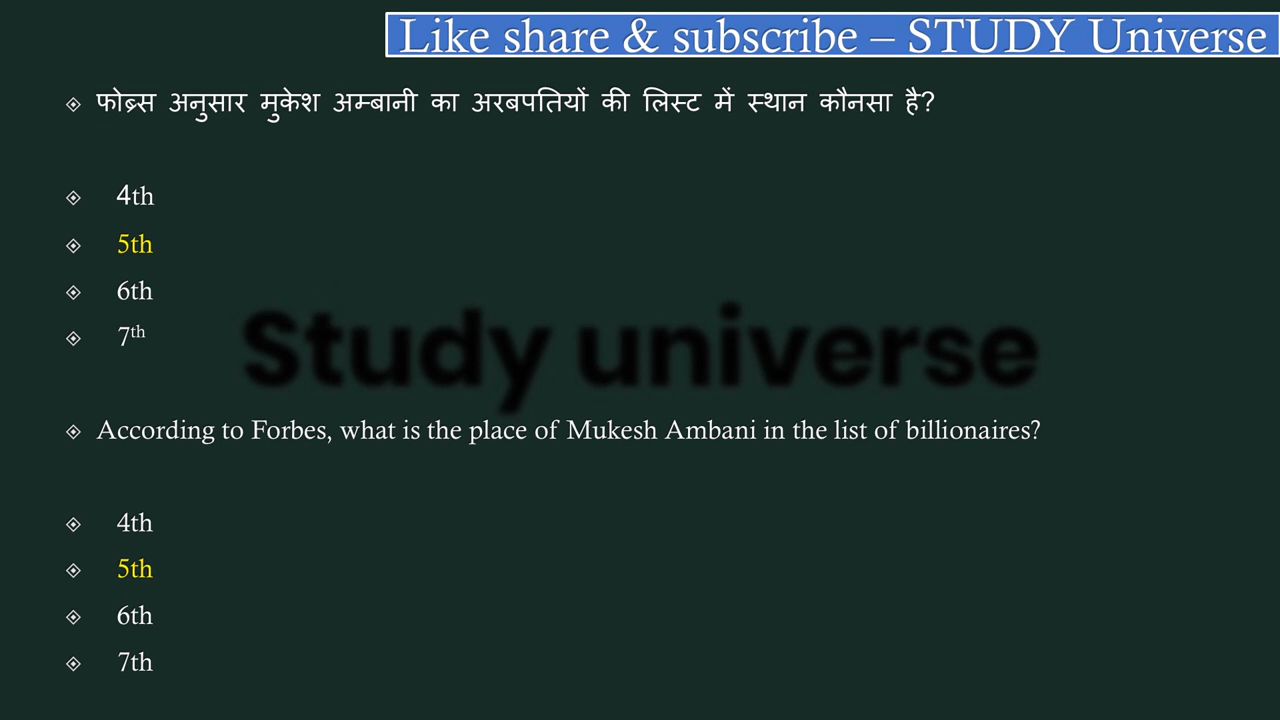 Like share & subscribe – STUDY Universe
फोब्र्स अनुसार मुकेश अम्बानी का अरबपतियों की लिस्ट में स्थान कौनसा है?
4th
5th
6th
7th
Study universe
According to Forbes, what is the place of Mukesh Ambani in the list of billionaires?
4th
5th
6th
7th